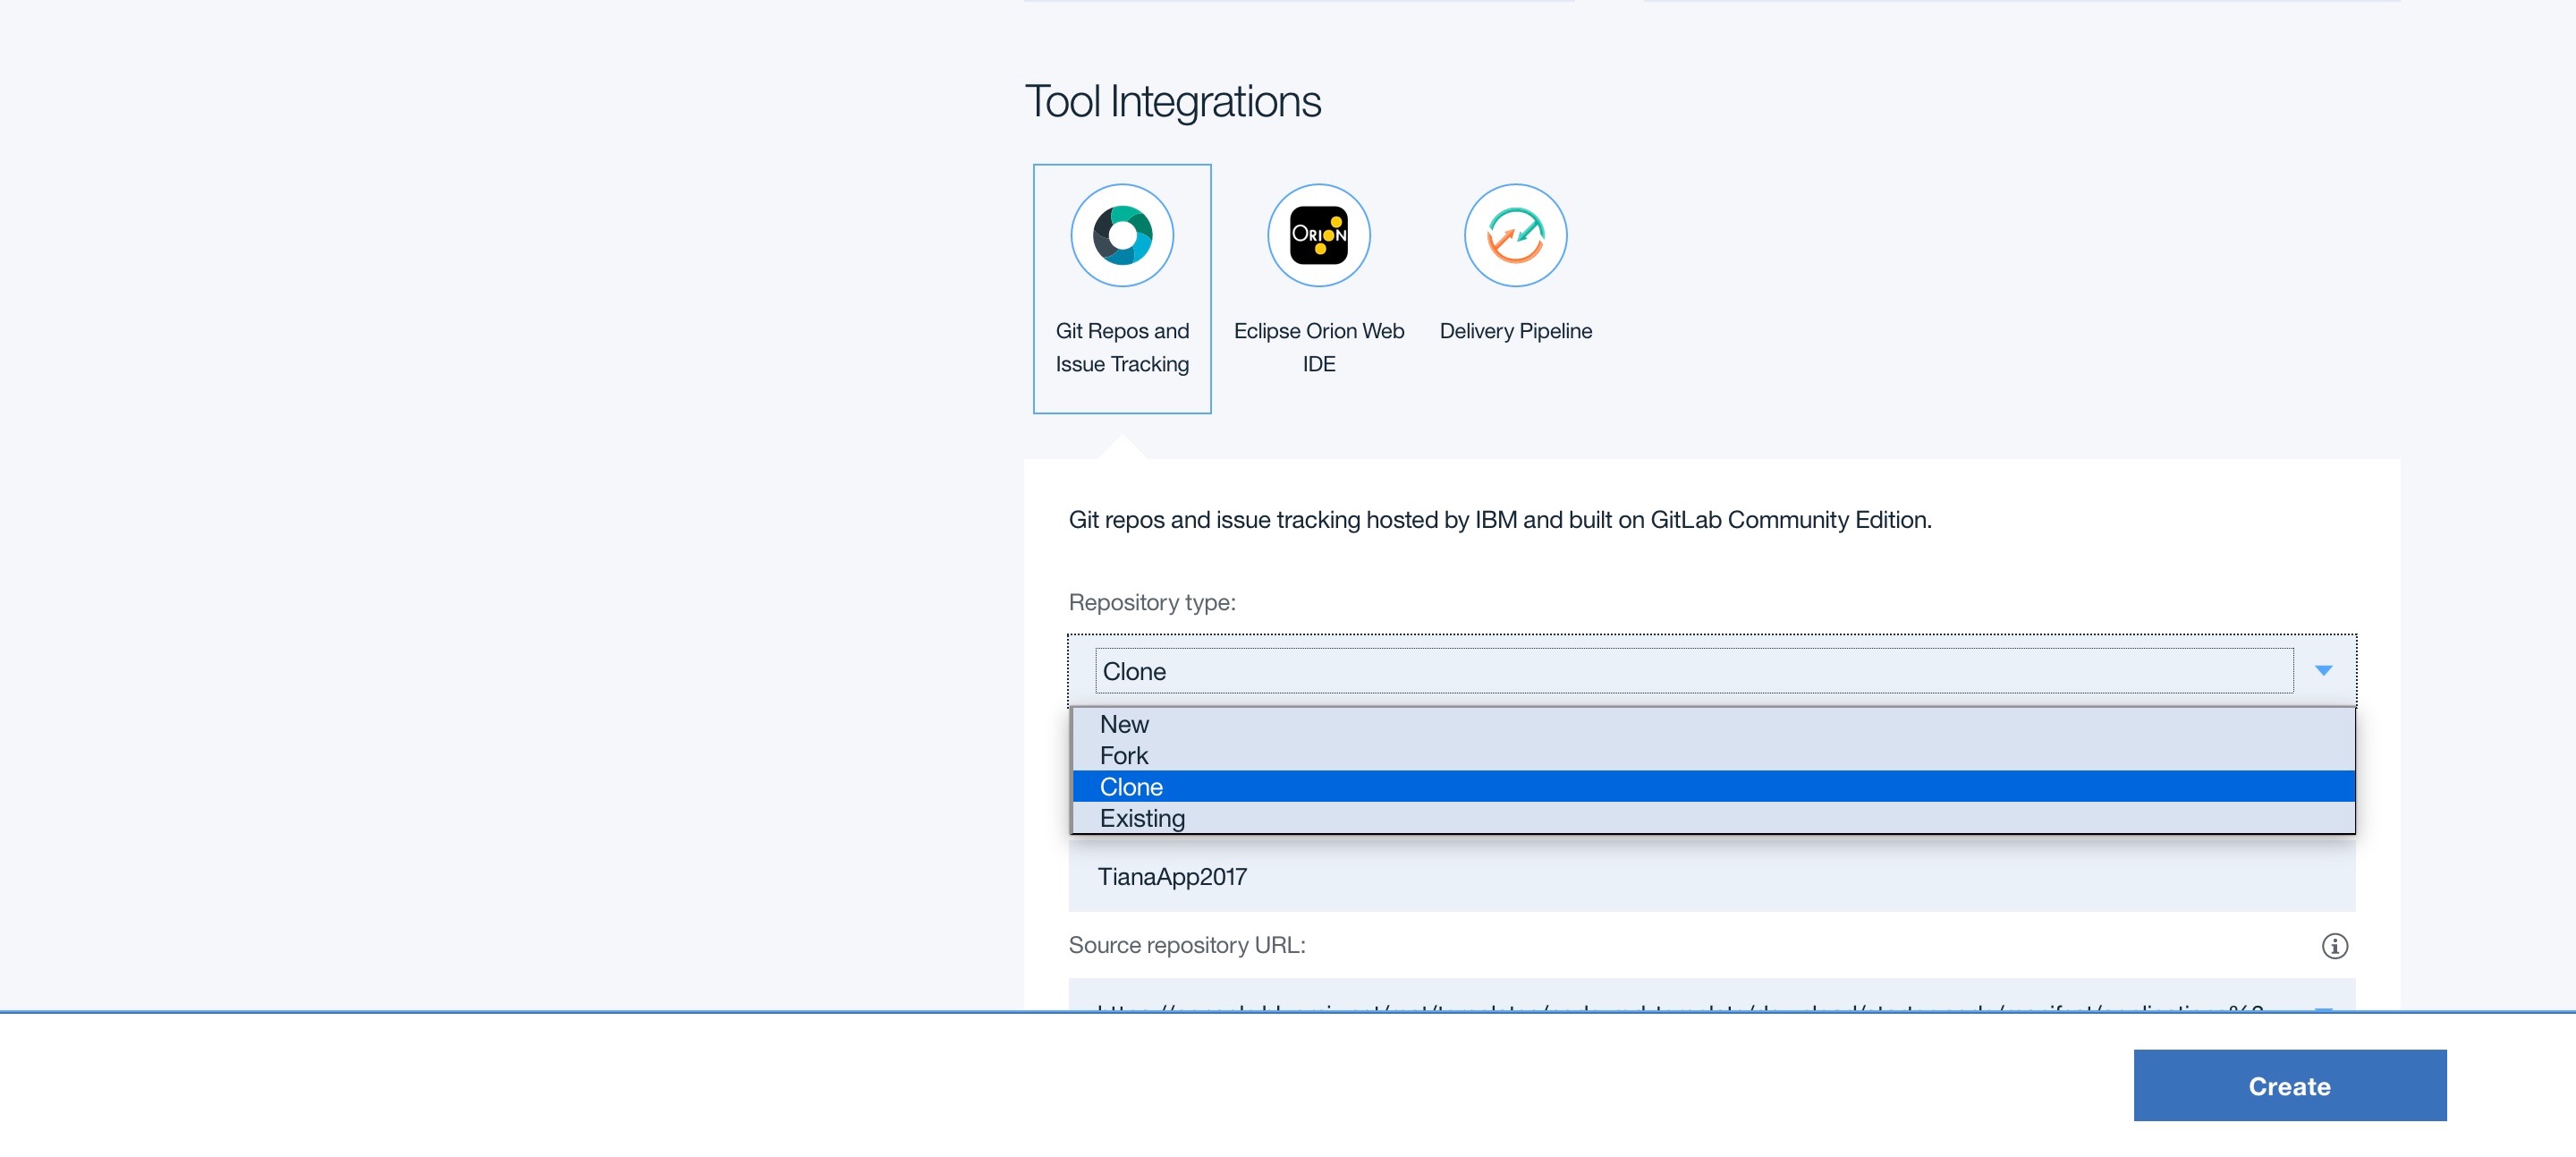 Tool Integrations
ORION
Git Repos and
Issue Tracking
Eclipse Orion Web
IDE
Delivery Pipeline
Git repos and issue tracking hosted by IBM and built on GitLab Community Edition.
Repository type:
Clone
New
Fork
Clone
Existing
TianaApp2017
Source repository URL:
Create